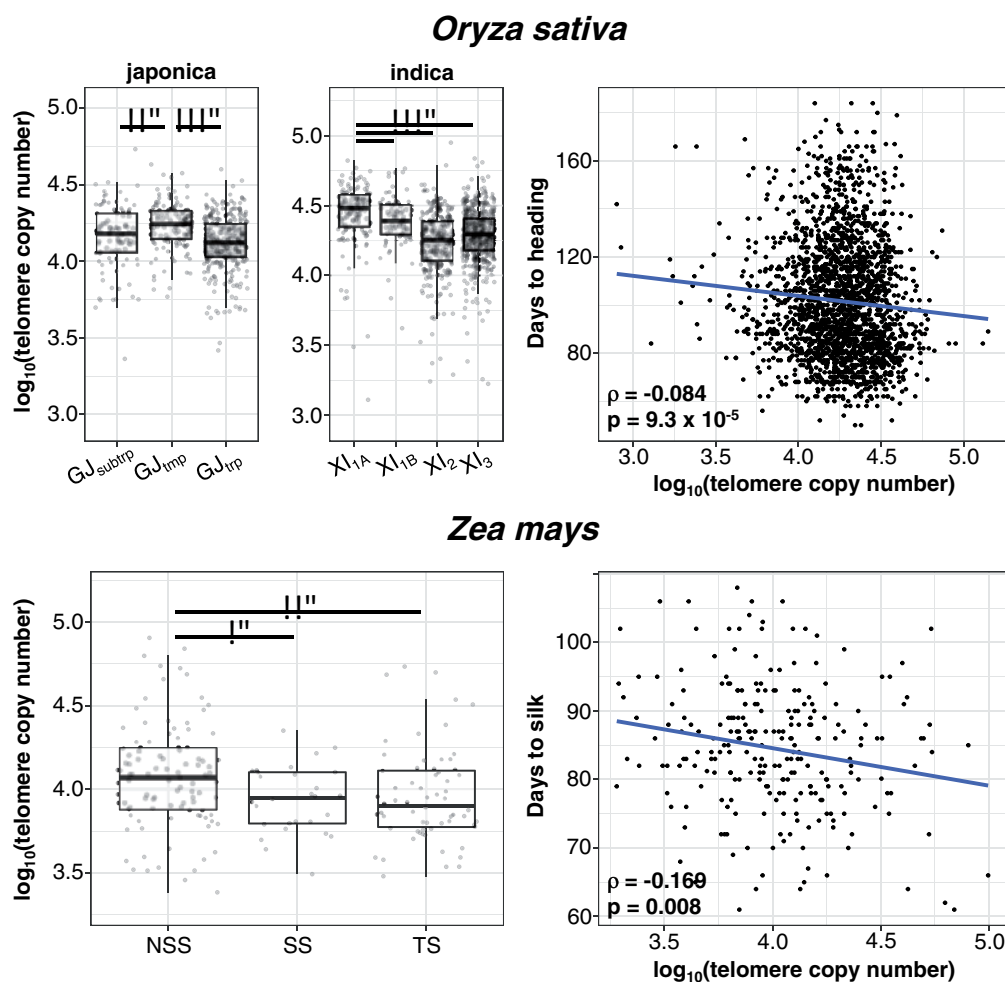 Oryza sativa
japonica
indica
log10(telomere copy number)
5.0
4.5
4.0
3.5
3.0
!!"
!!!"
GJsubtrp
GJtmp
GJtrp
5.0
4.5
4.0
3.5
3.0
!!!"
XI1A
XI1B
XI2
XI3
Days to heading
160
120
80
ρ = -0.084
p = 9.3 x 10-5
3.0 3.5 4.0 4.5 5.0
log10(telomere copy number)
Zea mays
log10(telomere copy number)
5.0
4.5
4.0
3.5
!!"
!"
NSS SS TS
Days to silk
100
90
80
70
60
ρ = -0.169
p = 0.008
3.5 4.0 4.5 5.0
log10(telomere copy number)